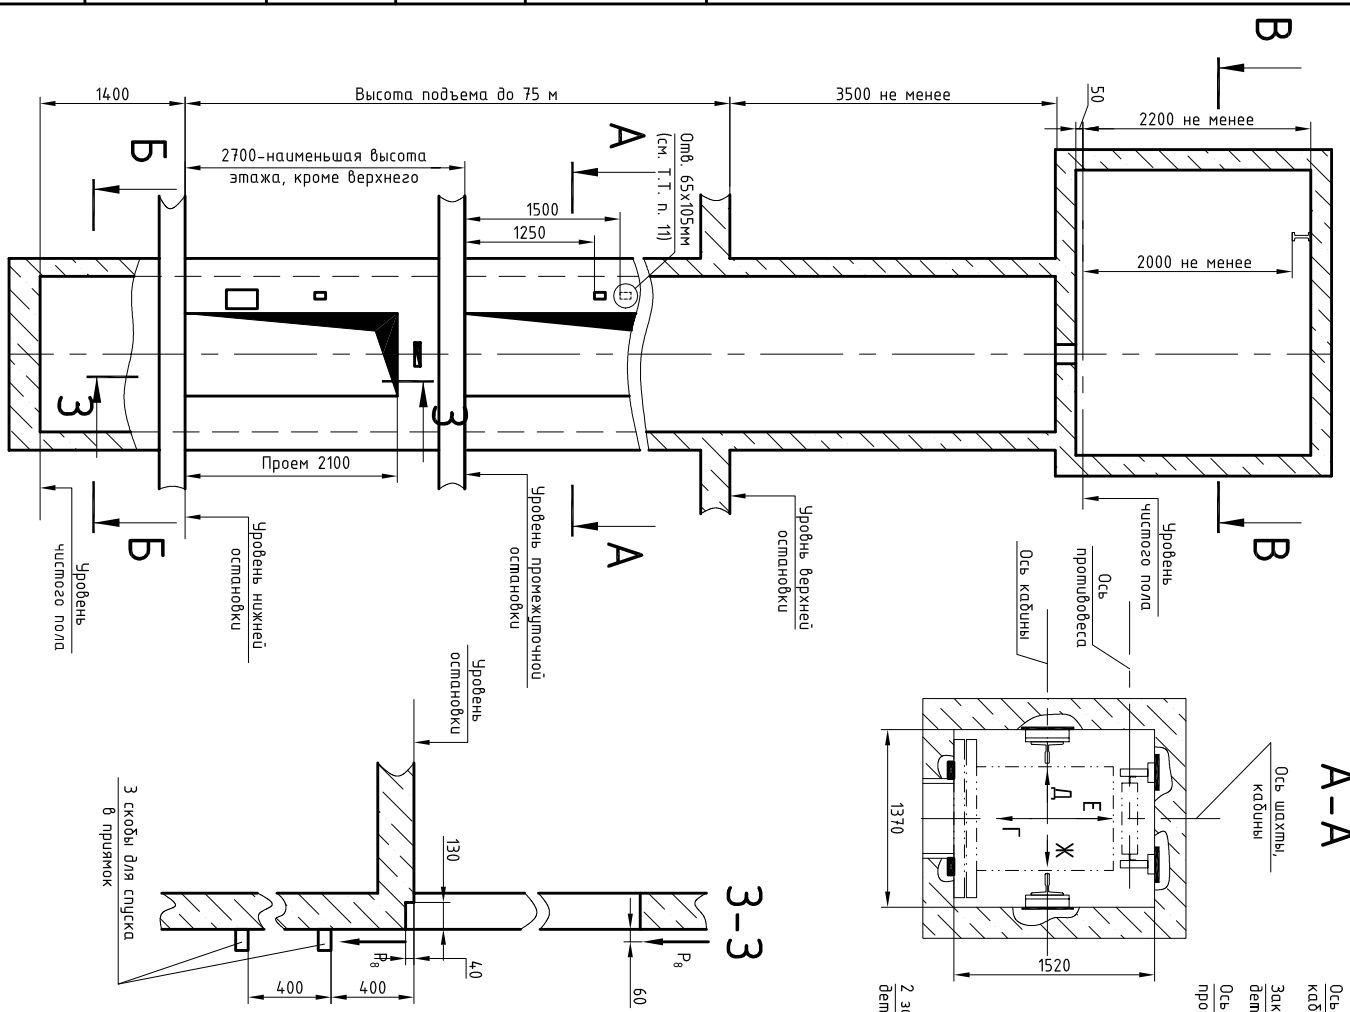 В
1400
Высота подъема до 75 м
3500 не менее
50
2200 не менее
Б
2700-наименьшая высота
этажа, кроме верхнего
А
Отв. 65х105мм
(см. Т.Т. п. 11)
1500
1250
2000 не менее
З
З
Проем 2100
Б
А
В
Уровень
чистого пола
Уровень нижней
остановки
Уровень промежуточной
остановки
Уровнь верхней
остановки
Ось кабины
Ось
противовеса
Уровень
чистого пола
Уровень
остановки
А-А
Ось шахты,
кабины
Д
Е
Г
Ж
1370
1520
3 скобы для спуска
в приямок
130
З-З
Р₈
Р₈
40
60
400
400
Ось